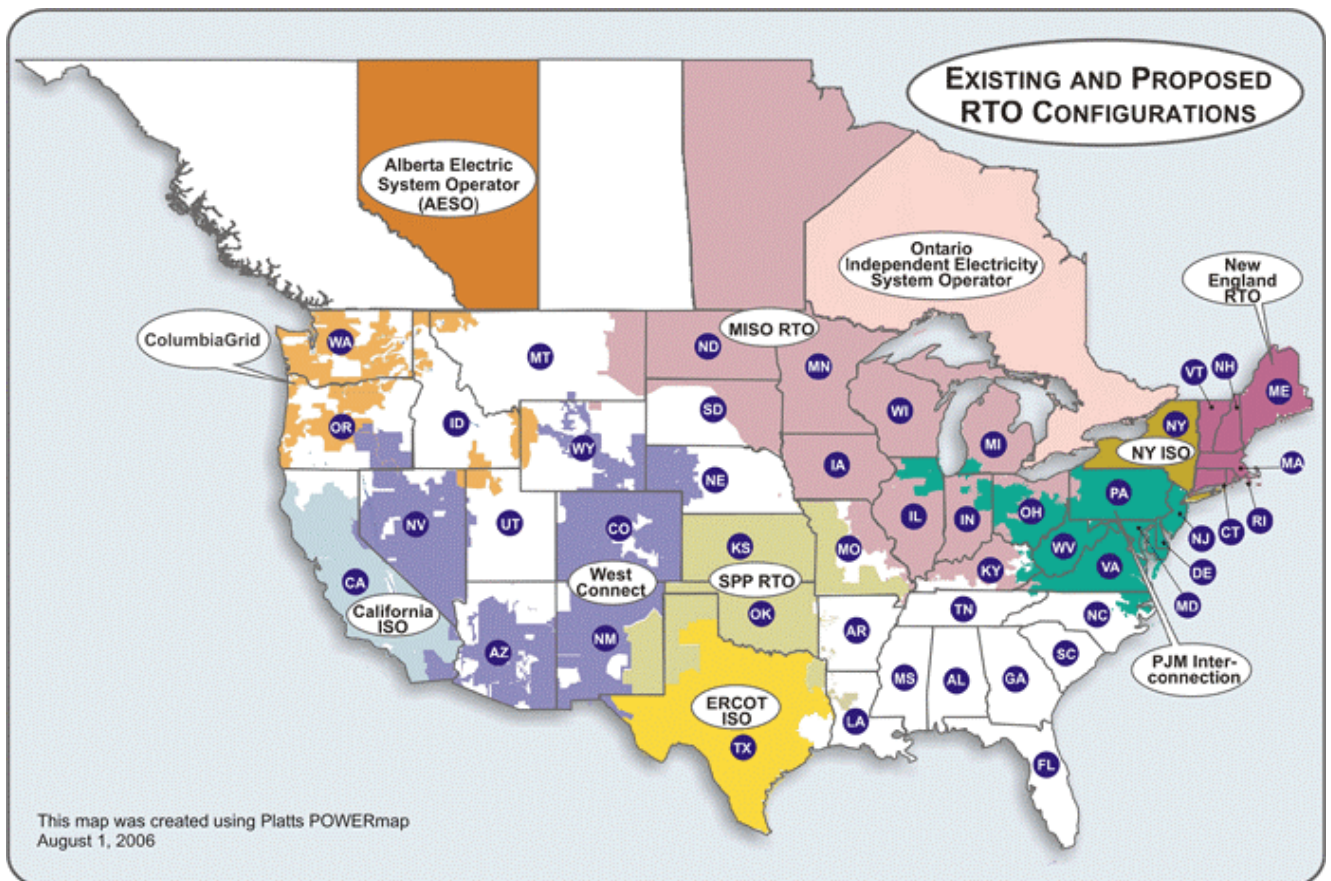 EXISTING AND PROPOSED
RTO CONFIGURATIONS
Alberta Electric
System Operator
(AESO)
Ontario
Independent Electricity
System Operator
New
England
RTO
ColumbiaGrid
MISO RTO
WA
MT
ND
MN
VT
NH
ME
OR
ID
WY
SD
WI
MI
NY
NY ISO
MA
NE
IA
PA
NV
UT
CO
IL
IN
OH
NJ
CT
RI
CA
KS
MO
WV
VA
DE
California
ISO
West
Connect
SPP RTO
KY
MD
AZ
NM
OK
AR
TN
NC
SC
MS
AL
GA
PJM Inter-
connection
ERCOT
ISO
TX
LA
FL
This map was created using Platts POWERmap
August 1, 2006